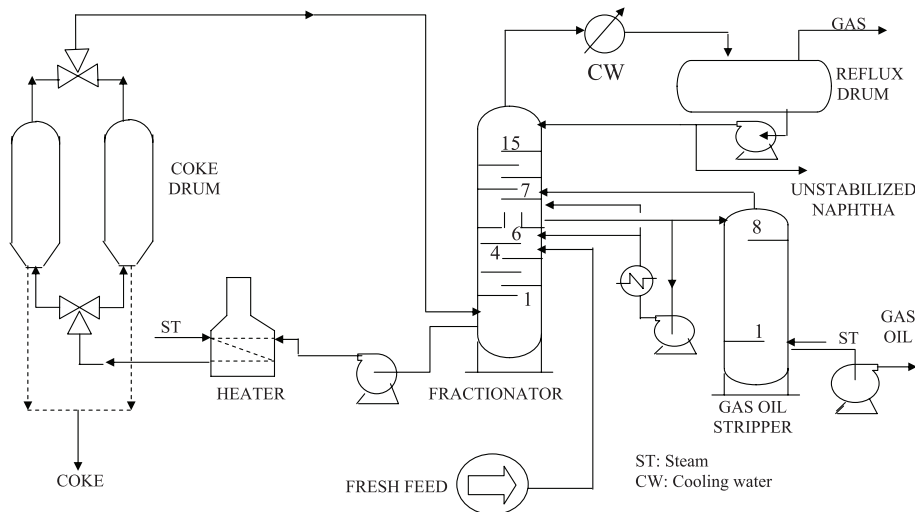 GAS
CW
REFLUX
DRUM
15
COKE
DRUM
7
UNSTABILIZED
NAPHTHA
8
6
4
1
ST
1
ST
GAS
OIL
HEATER
FRACTIONATOR
GAS OIL
STRIPPER
COKE
FRESH FEED
ST: Steam
CW: Cooling water